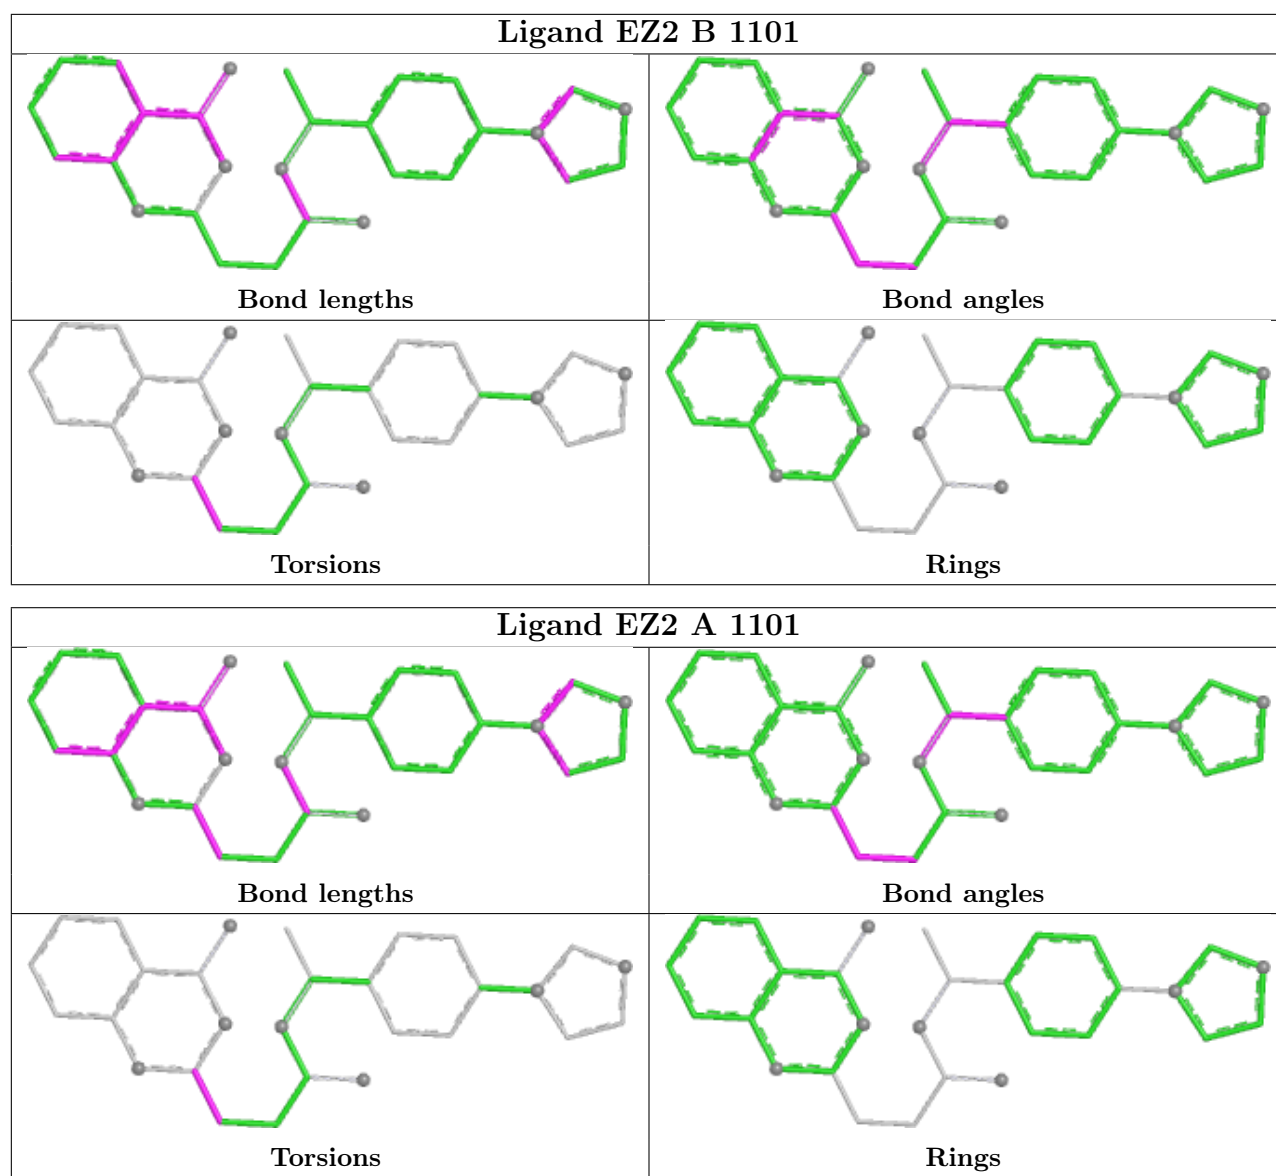 Ligand EZ2 B 1101
Bond lengths
Bond angles
Torsions
Rings
Ligand EZ2 A 1101
Bond lengths
Bond angles
Torsions
Rings